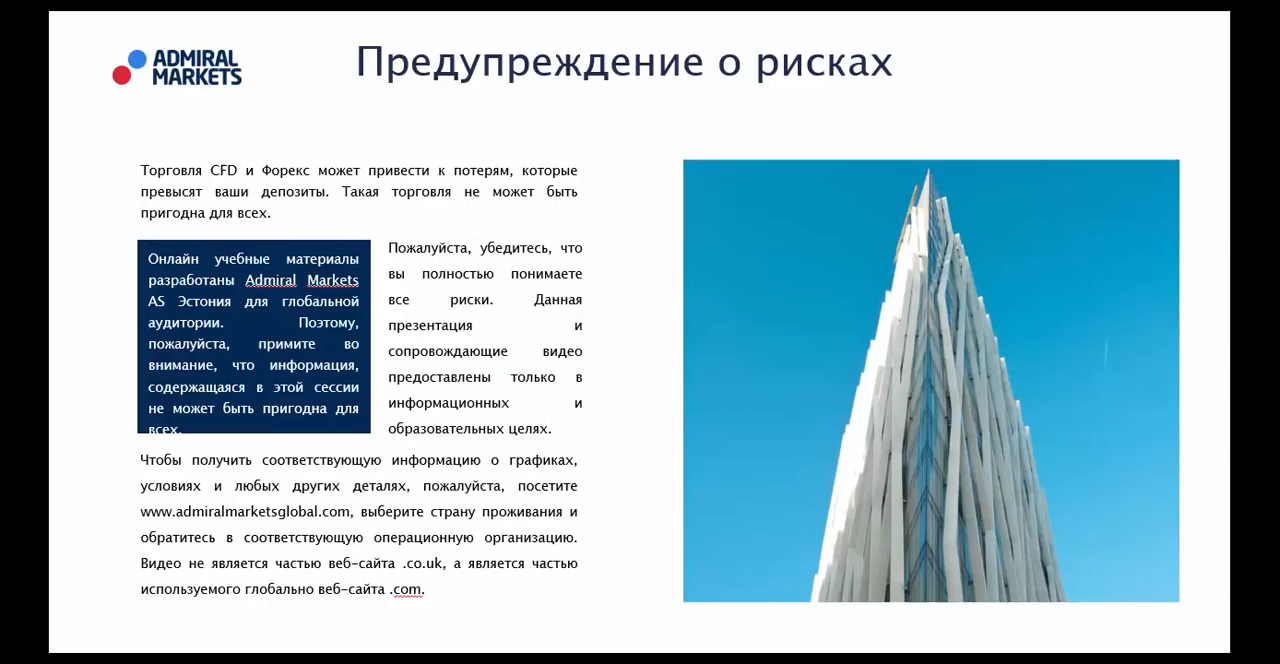 ADMIRAL
MARKETS
Предупреждение о рисках
Торговля CFD и Форекс может привести к потерям, которые
превысят ваши депозиты. Такая торговля не может быть
пригодна для всех.
Онлайн учебные материалы
разработаны Admiral Markets
AS Эстония для глобальной
аудитории. Поэтому,
пожалуйста, примите во
внимание, что информация,
содержащаяся в этой сессии
не может быть пригодна для
всех.
Пожалуйста, убедитесь, что
вы полностью понимаете
все риски. Данная
презентация и
сопровождающие видео
предоставлены только в
информационных и
образовательных целях.
Чтобы получить соответствующую информацию о графиках,
условиях и любых других деталях, пожалуйста, посетите
www.admiralmarketsglobal.com, выберите страну проживания и
обратитесь в соответствующую операционную организацию.
Видео не является частью веб-сайта .co.uk, а является частью
используемого глобально веб-сайта .com.